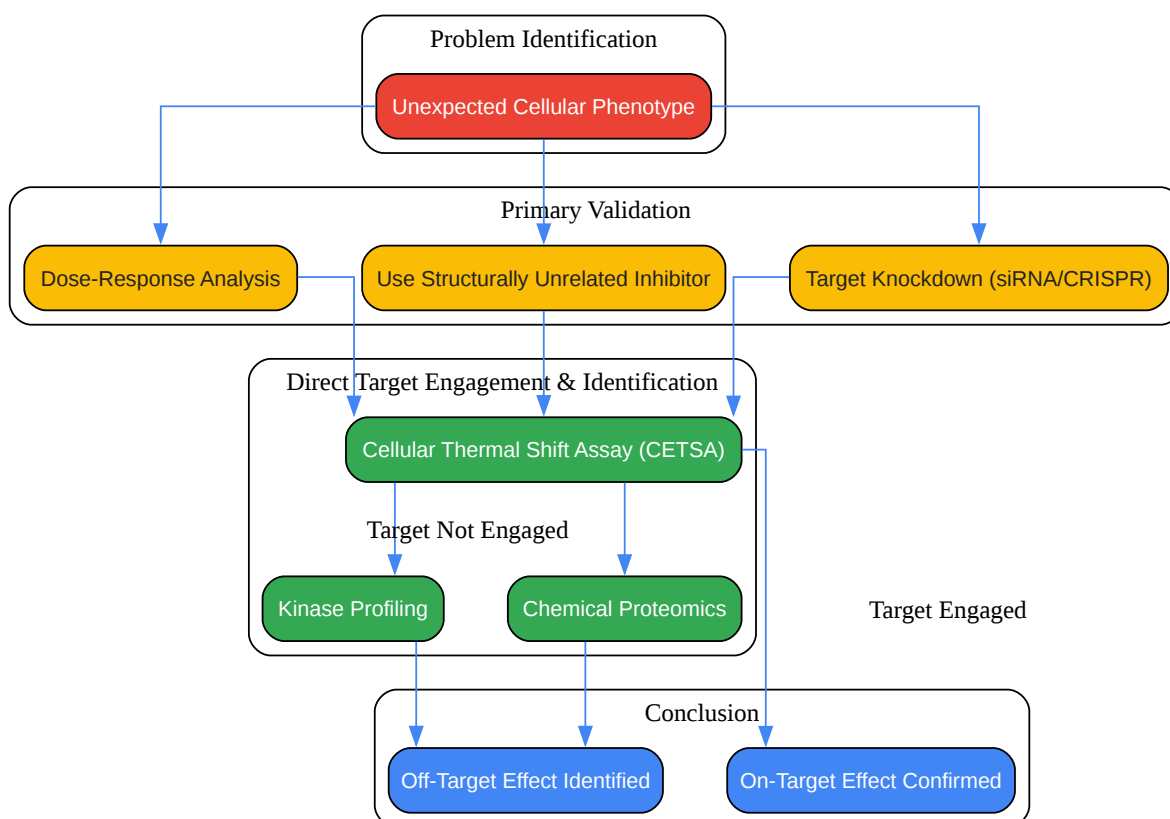 Problem Identification
Unexpected Cellular Phenotype
Primary Validation
Dose-Response Analysis
Use Structurally Unrelated Inhibitor
Target Knockdown (siRNA/CRISPR)
Direct Target Engagement & Identification
Cellular Thermal Shift Assay (CETSA)
Target Not Engaged
Kinase Profiling
Chemical Proteomics
Target Engaged
Conclusion
Off-Target Effect Identified
On-Target Effect Confirmed